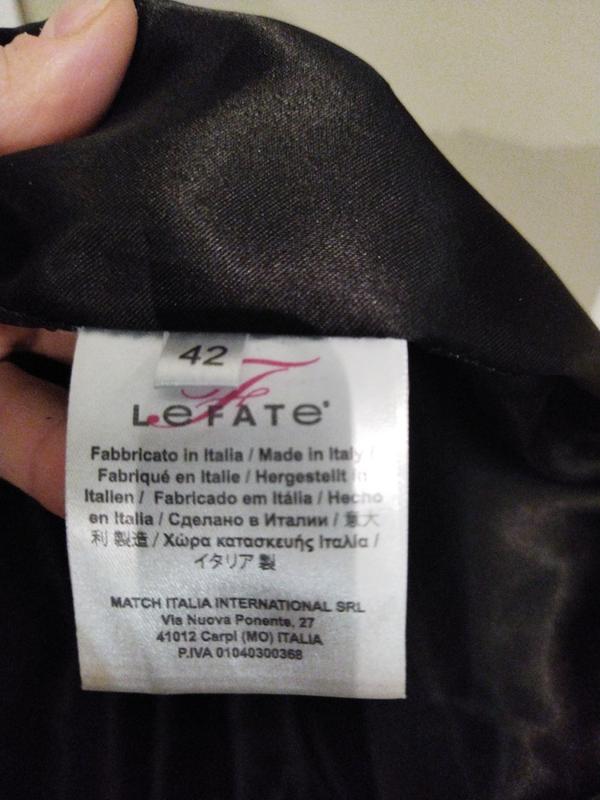 42
LeFATe
Fabbricato in Italia / Made in Italy /
Fabriqué en Italie / Hergestellt in
Italien / Fabricado em Itália / Hecho
en Italia / Сделано в Италии / 意大
利 製造 / Χώρα κατασκευής Ιταλία /
イタリア 製
MATCH ITALIA INTERNATIONAL SRL
Via Nuova Ponente, 27
41012 Carpi (MO) ITALIA
P.IVA 01040300368